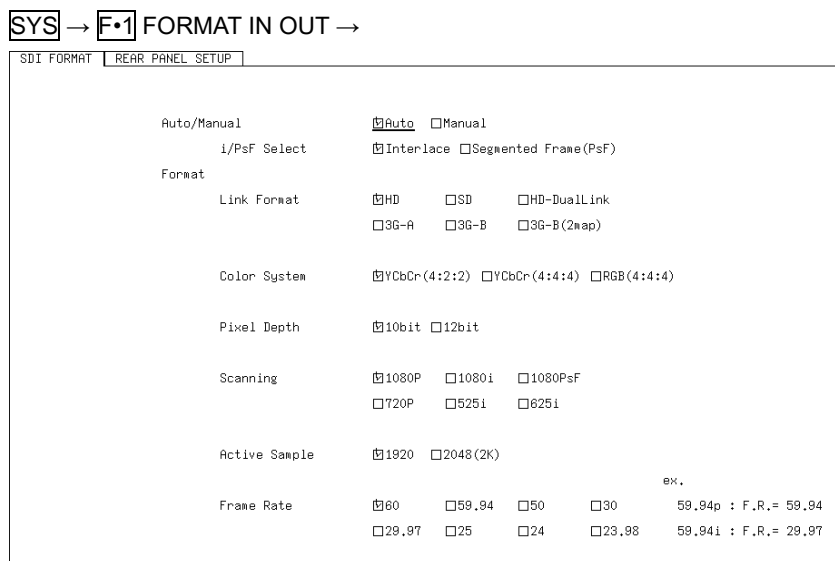 SYS → F•1 FORMAT IN OUT →
SDI FORMAT REAR PANEL SETUP
Auto/Manual ☑Auto ☐Manual
i/PsF Select ☑Interlace ☐Segmented Frame(PsF)
Format
Link Format ☑HD ☐SD ☐HD-DualLink
☐3G-A ☐3G-B ☐3G-B(2map)
Color System ☑YCbCr(4:2:2) ☐YCbCr(4:4:4) ☐RGB(4:4:4)
Pixel Depth ☑10bit ☐12bit
Scanning ☑1080P ☐1080i ☐1080PsF
☐720P ☐525i ☐625i
Active Sample ☑1920 ☐2048(2K)
ex.
Frame Rate ☑60 ☐59.94 ☐50 ☐30 59.94p : F.R.= 59.94
☐29.97 ☐25 ☐24 ☐23.98 59.94i : F.R.= 29.97